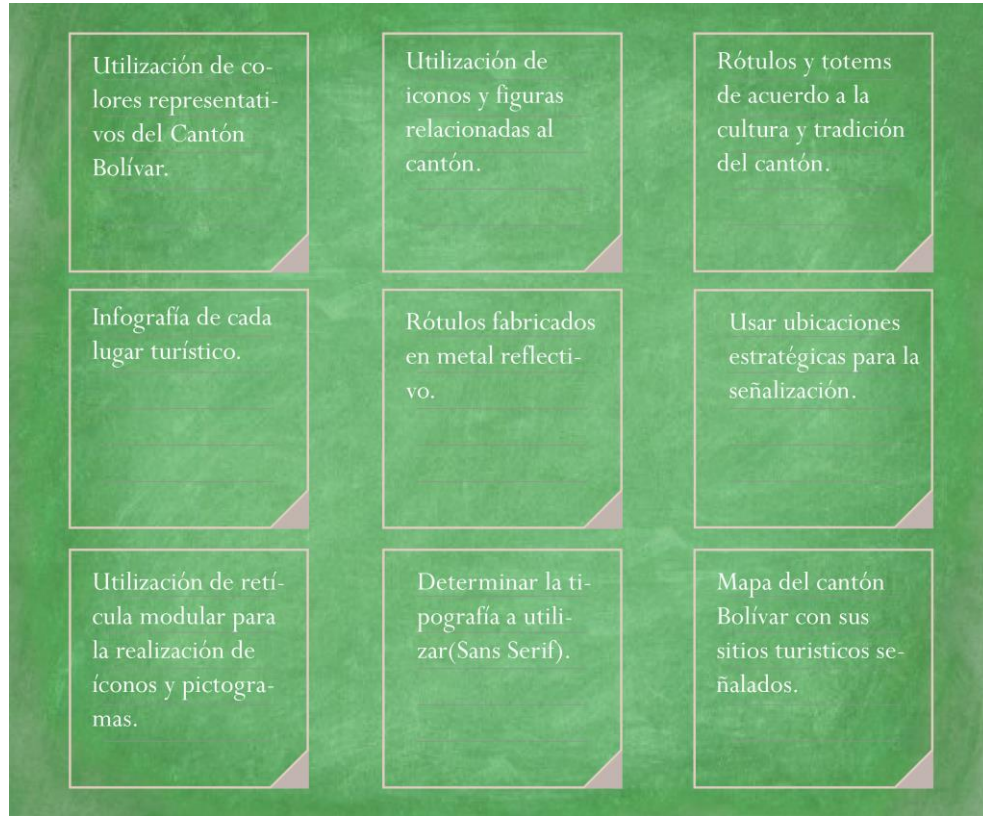 Utilización de co-
lores representati-
vos del Cantón
Bolívar.
Utilización de
iconos y figuras
relacionadas al
cantón.
Rótulos y totems
de acuerdo a la
cultura y tradición
del cantón.
Infografía de cada
lugar turístico.
Rótulos fabricados
en metal reflecti-
vo.
Usar ubicaciones
estratégicas para la
señalización.
Utilización de retí-
cula modular para
la realización de
íconos y pictogra-
mas.
Determinar la ti-
pografía a utili-
zar(Sans Serif).
Mapa del cantón
Bolívar con sus
sitios turisticos se-
ñalados.